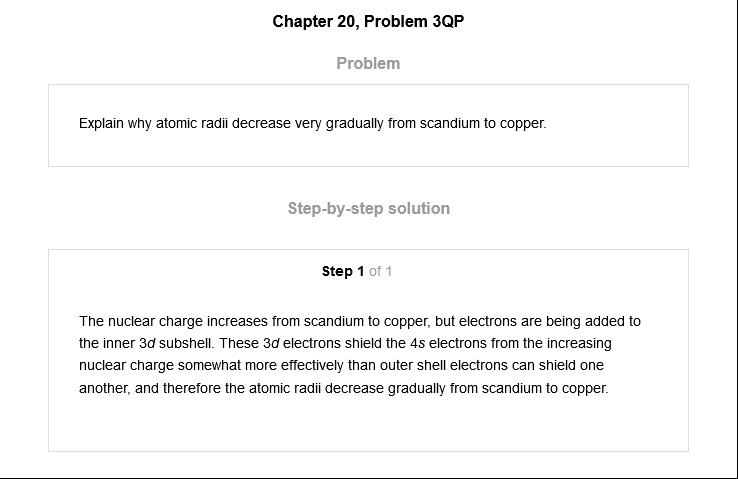 Chapter 20, Problem 3QP
Problem
Explain why atomic radii decrease very gradually from scandium to copper.
Step-by-step solution
Step 1 of 1
The nuclear charge increases from scandium to copper, but electrons are being added to
the inner 3d subshell. These 3d electrons shield the 4s electrons from the increasing
nuclear charge somewhat more effectively than outer shell electrons can shield one
another, and therefore the atomic radii decrease gradually from scandium to copper.